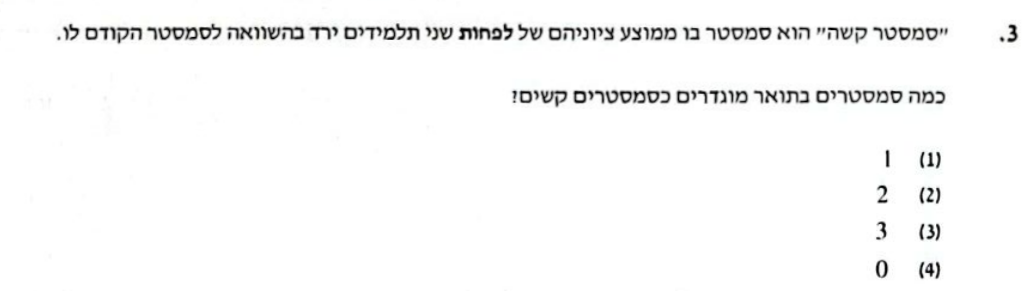 3. "סמסטר קשה" הוא סמסטר בו ממוצע ציוניהם של לפחות שני תלמידים ירד בהשוואה לסמסטר הקודם לו.
כמה סמסטרים בתואר מוגדרים כסמסטרים קשים?
(1) 1
(2) 2
(3) 3
(4) 0